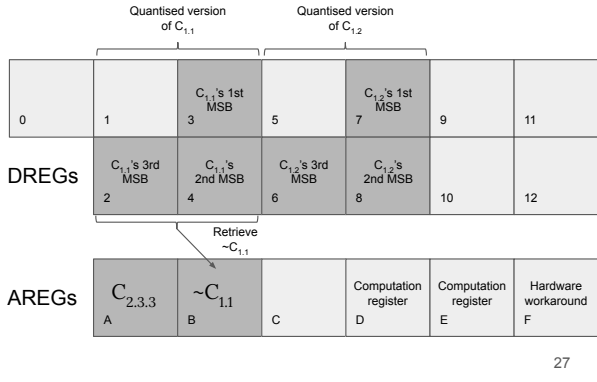 Quantised version
of C1.1
Quantised version
of C1.2
0
1
C1.1's 1st
MSB
3
5
C1.2's 1st
MSB
7
9
11
DREGs
C1.1's 3rd
MSB
2
C1.1's
2nd MSB
4
C1.2's 3rd
MSB
6
C1.2's
2nd MSB
8
10
12
Retrieve
~C1.1
AREGs
C2.3.3
A
~C1.1
B
C
Computation
register
D
Computation
register
E
Hardware
workaround
F
27